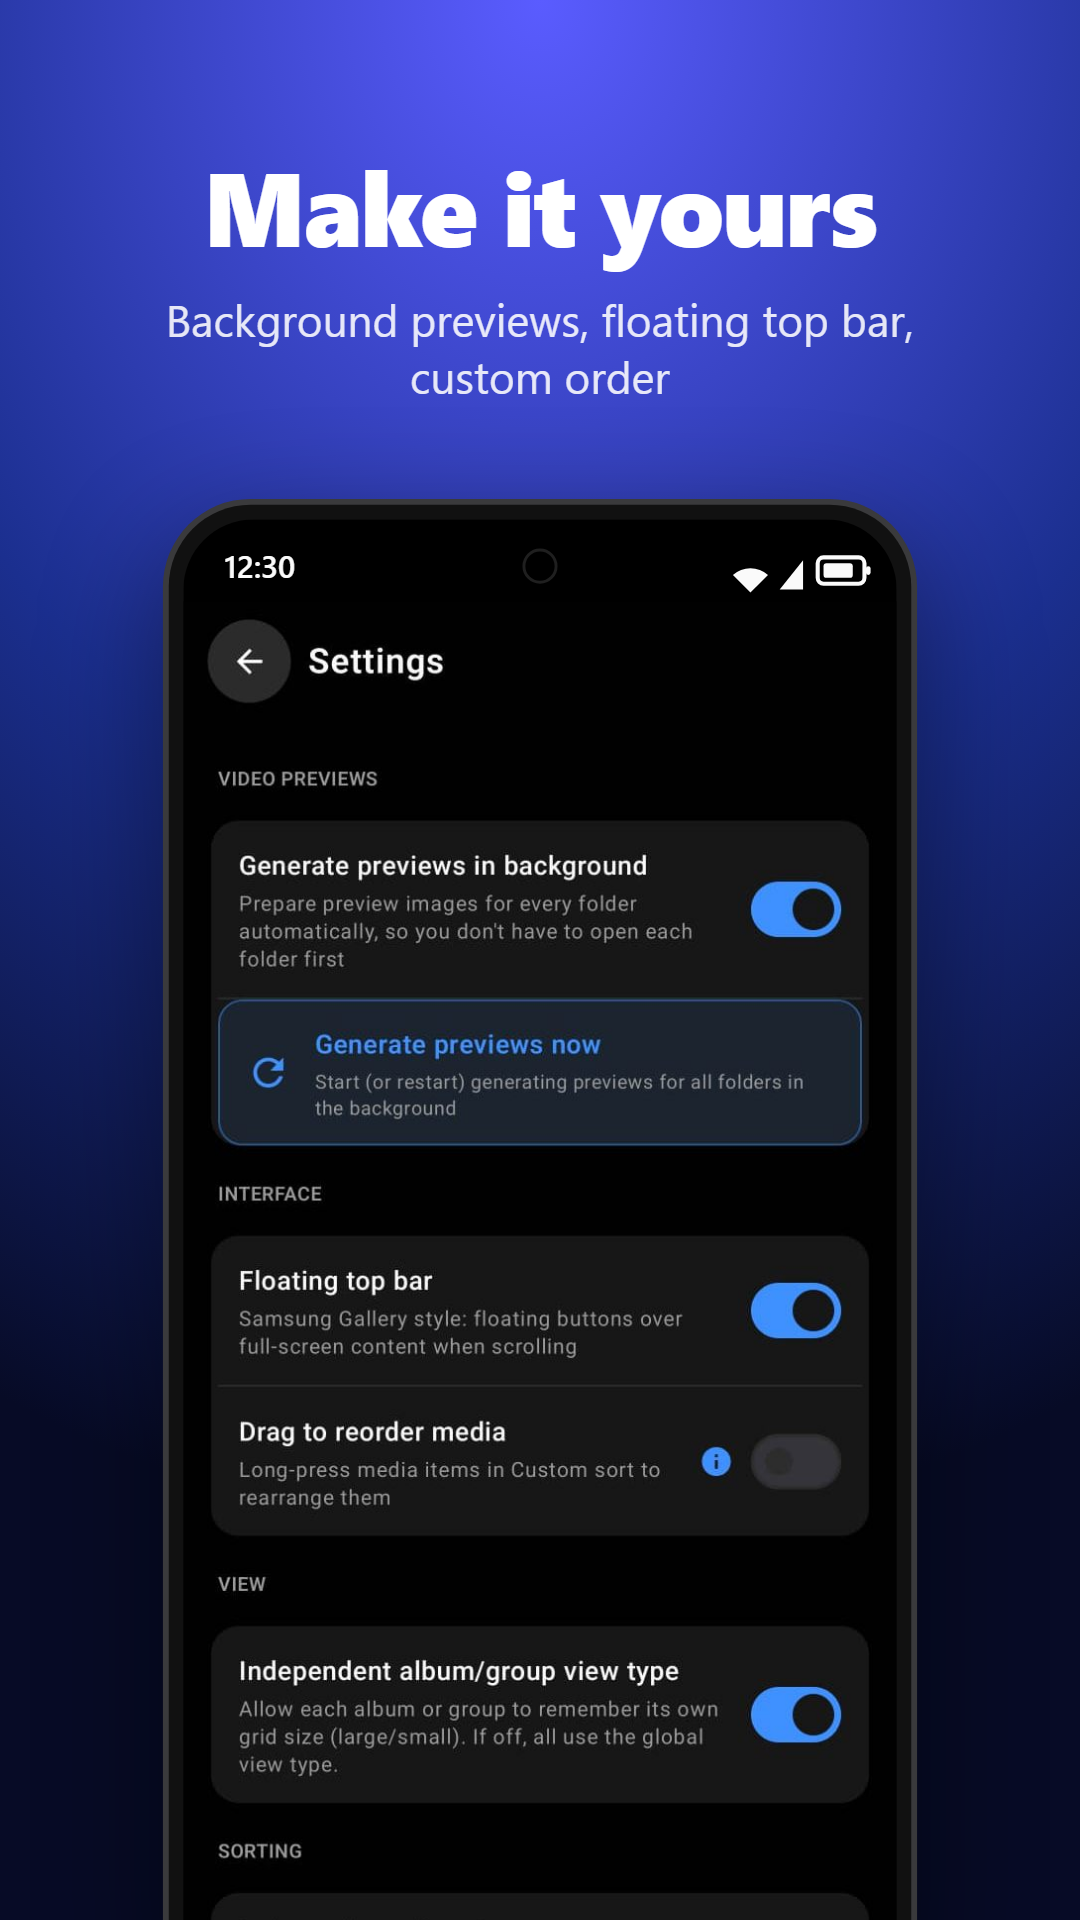 Make it yours
Background previews, floating top bar,
custom order
12:30
Settings
VIDEO PREVIEWS
Generate previews in background
Prepare preview images for every folder
automatically, so you don't have to open each
folder first
Generate previews now
Start (or restart) generating previews for all folders in
the background
INTERFACE
Floating top bar
Samsung Gallery style: floating buttons over
full-screen content when scrolling
Drag to reorder media
Long-press media items in Custom sort to
rearrange them
VIEW
Independent album/group view type
Allow each album or group to remember its own
grid size (large/small). If off, all use the global
view type.
SORTING